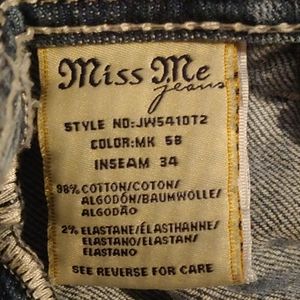 Miss Me
jeans
STYLE NO:JW5410T2
COLOR:MK 58
INSEAM 34
98% COTTON/COTON/
ALGODÓN/BAUMWOLLE/
ALGODÃO
2% ELASTANE/ÉLASTHANNE/
ELASTANO/ELASTAN/
ELASTANO
SEE REVERSE FOR CARE